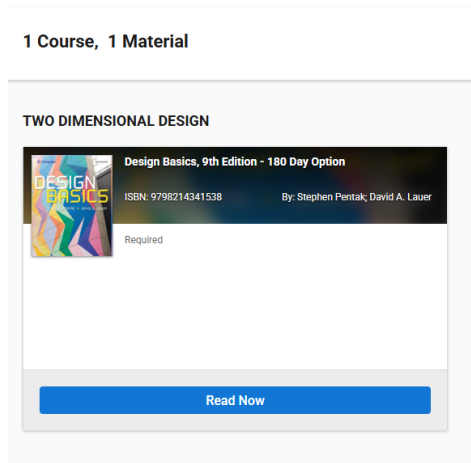 1 Course, 1 Material
TWO DIMENSIONAL DESIGN
Design Basics, 9th Edition - 180 Day Option
ISBN: 9798214341538 By: Stephen Pentak; David A. Lauer
DESIGN
BASICS
Required
Read Now